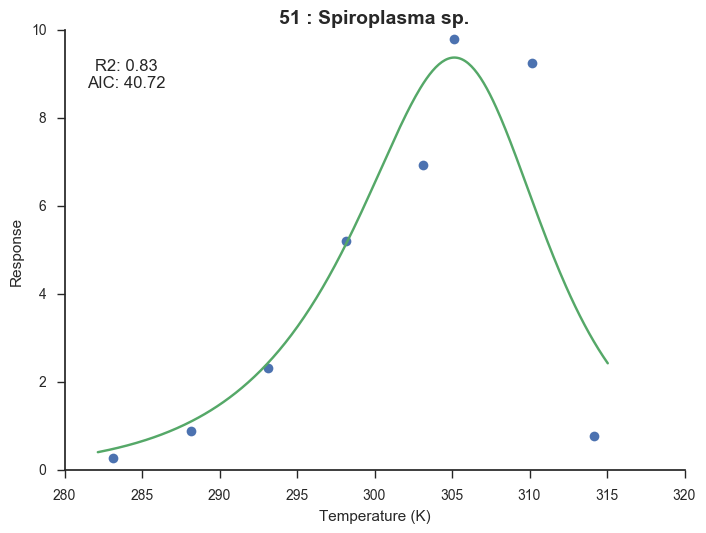 51 : Spiroplasma sp.
R2: 0.83
AIC: 40.72
Response
10
8
6
4
2
0
280 285 290 295 300 305 310 315 320
Temperature (K)